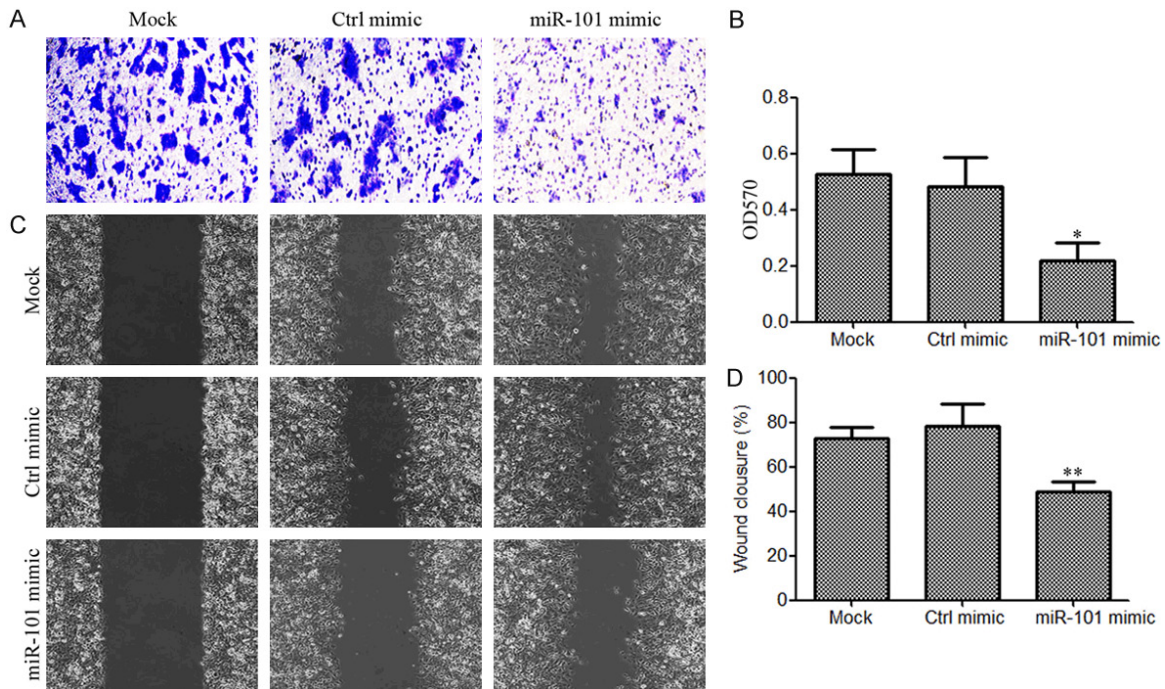 A
Mock
Ctrl mimic
miR-101 mimic
C
Mock
Ctrl mimic
miR-101 mimic
B
0.8
0.6
0.4
0.2
0.0
OD570
*
Mock
Ctrl mimic
miR-101 mimic
D
100
80
60
40
20
0
Wound clousure (%)
**
Mock
Ctrl mimic
miR-101 mimic